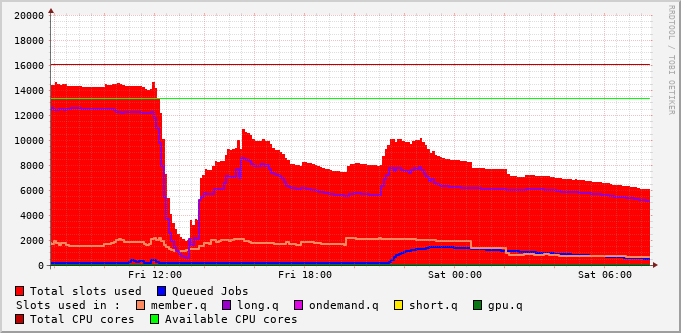 RRDTOOL / TOBI OETIKER
20000
18000
16000
14000
12000
10000
8000
6000
4000
2000
0
Fri 12:00 Fri 18:00 Sat 00:00 Sat 06:00
Total slots used Queued Jobs
Slots used in : member.q long.q ondemand.q short.q gpu.q
Total CPU cores Available CPU cores